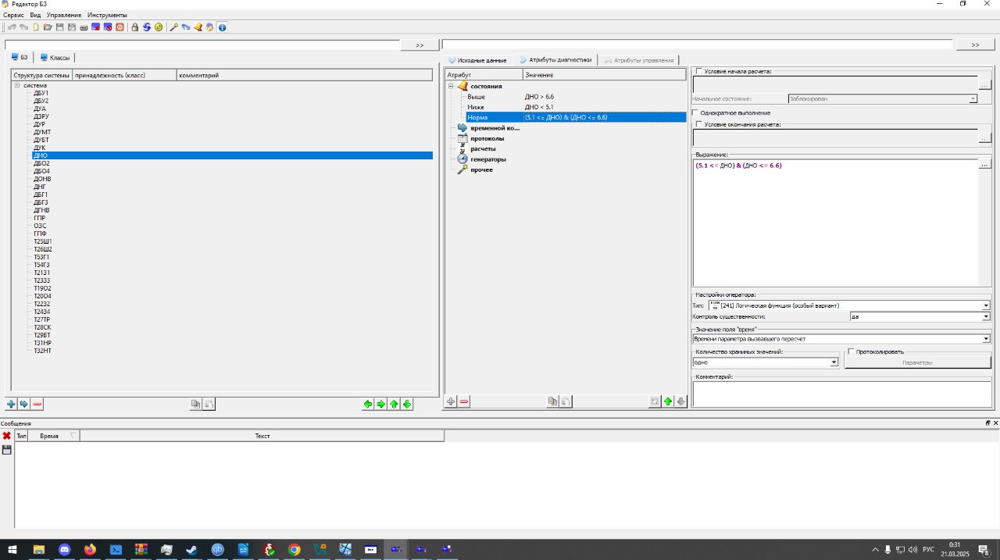 Редактор БЗ
Сервис Вид Управление Инструменты
>>
>>
БЗ Классы
Исходные данные Атрибуты диагностики Атрибуты управления
Структура системы принадлежность (класс) комментарий
система
ДБУ1
ДБУ2
ДУА
ДЗРУ
ДУР
ДУМТ
ДУБТ
ДУК
ДНО
ДБО2
ДБО4
ДОНВ
ДНГ
ДБГ1
ДБГ3
ДГНВ
ГПР
ОЗС
ГПФ
Т25Ш1
Т26Ш2
Т53Г1
Т54Г3
Т21З1
Т23З3
Т19О2
Т20О4
Т22З2
Т24З4
Т27ТР
Т28СК
Т29ВТ
Т31НР
Т32НТ
Атрибут Значение
состояния
Выше ДНО > 6.6
Ниже ДНО < 5.1
Норма (5.1 <= ДНО) & (ДНО <= 6.6)
временной ко...
протоколы
расчеты
генераторы
прочее
Условие начала расчета:
...
Начальное состояние: Заблокирован
Однократное выполнение
Условие окончания расчета:
...
Выражение:
(5.1 <= ДНО) & (ДНО <= 6.6)
...
Настройки оператора:
Тип: [241] Логическая функция (особый вариант)
Контроль существенности: да
Значение поля "время"
Времени параметра вызвавшего пересчет
Количество хранимых значений: Протоколировать
одно Параметры
Комментарий:
Сообщения
Тип Время Текст
РУС
0:31
21.03.2025